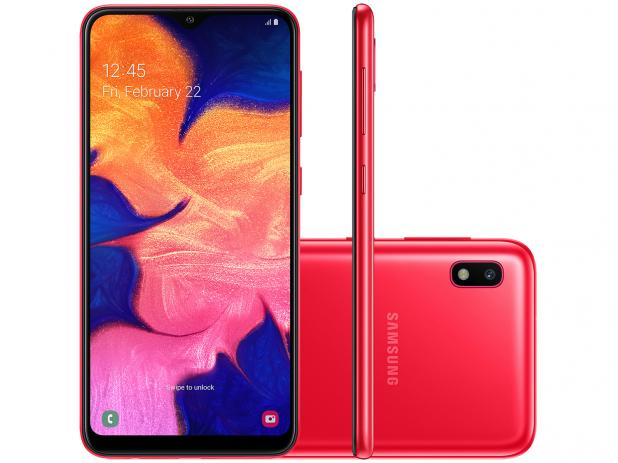 12:45
Fri, February 22
Swipe to unlock
SAMSUNG